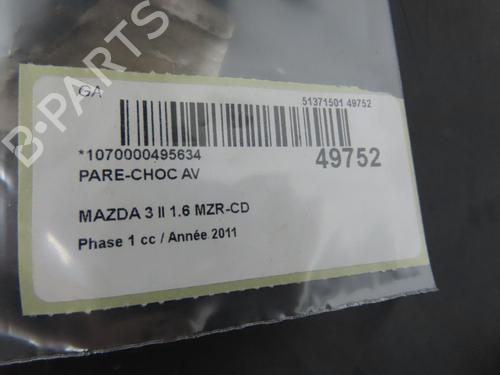 GA
51371501 49752
*1070000495634
49752
PARE-CHOC AV
MAZDA 3 II 1.6 MZR-CD
Phase 1 cc / Année 2011
B-PARTS